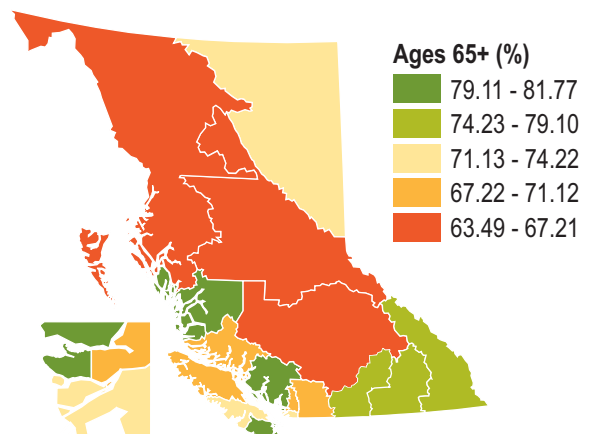 Ages 65+ (%)
79.11 - 81.77
74.23 - 79.10
71.13 - 74.22
67.22 - 71.12
63.49 - 67.21